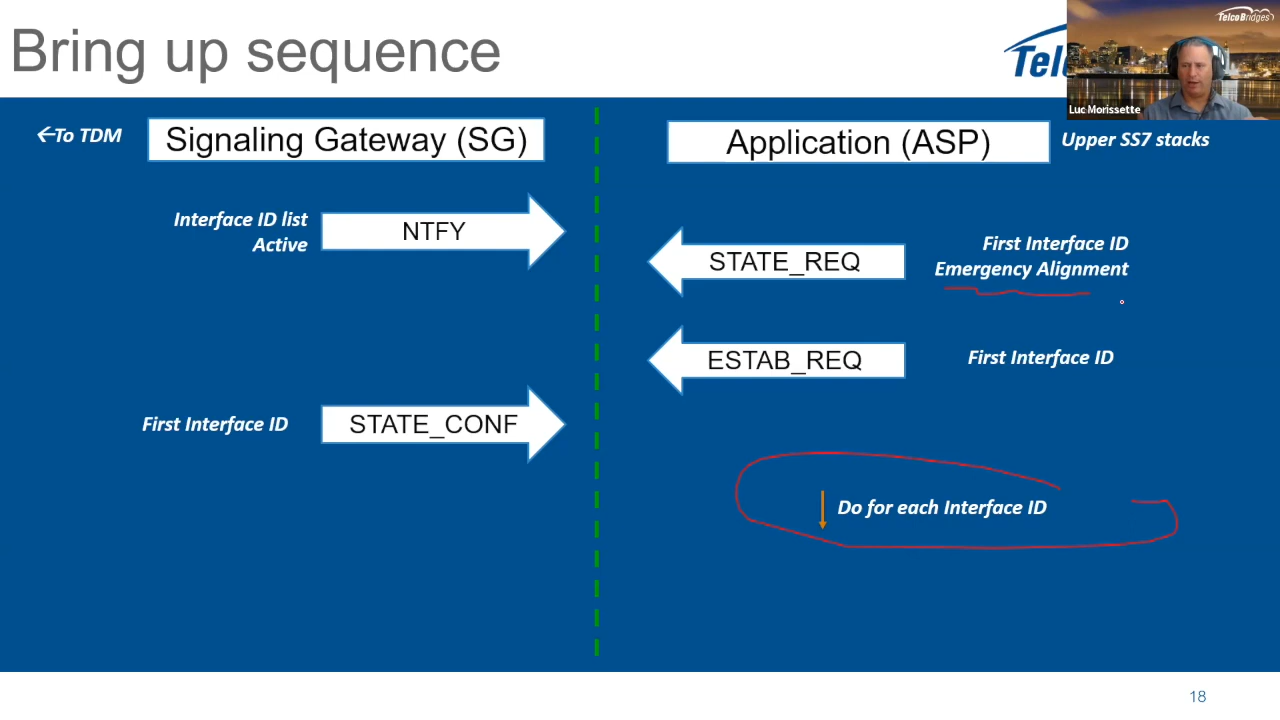 Bring up sequence
TelcoBridges
Luc Morissette
←To TDM
Signaling Gateway (SG)
Application (ASP)
Upper SS7 stacks
Interface ID list
Active
NTFY
STATE_REQ
First Interface ID
Emergency Alignment
ESTAB_REQ
First Interface ID
First Interface ID
STATE_CONF
Do for each Interface ID
18